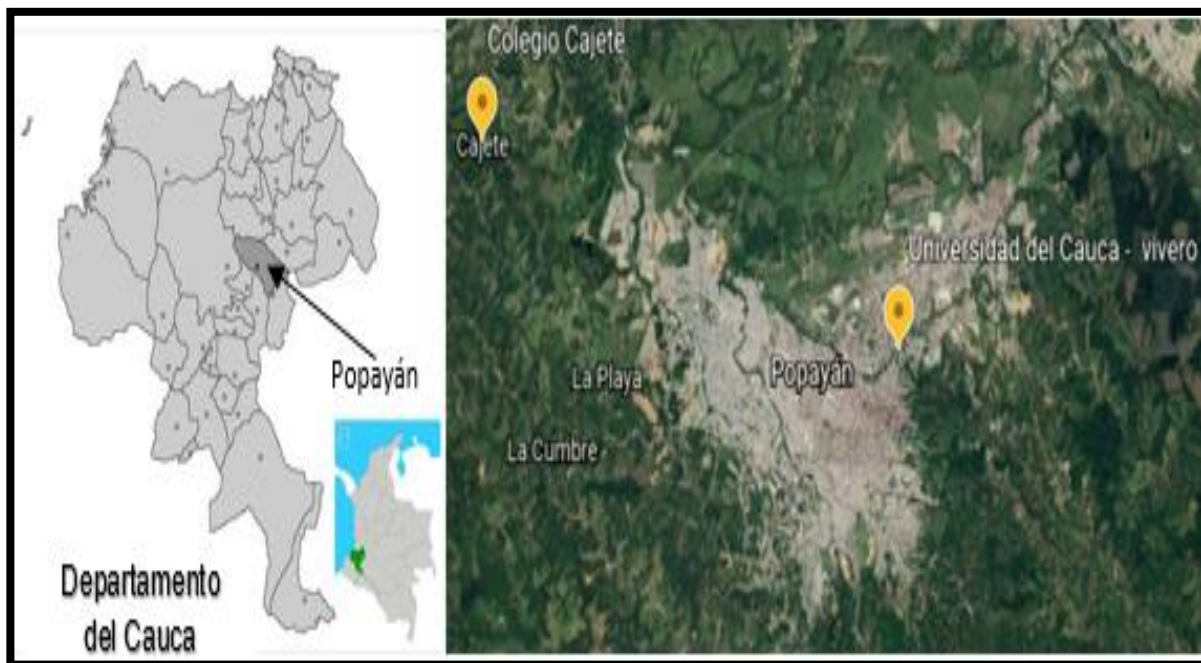 Popayán
Departamento
del Cauca
Colegio Cajete
Cajete
Universidad del Cauca - vivero
Popayán
La Playa
La Cumbre